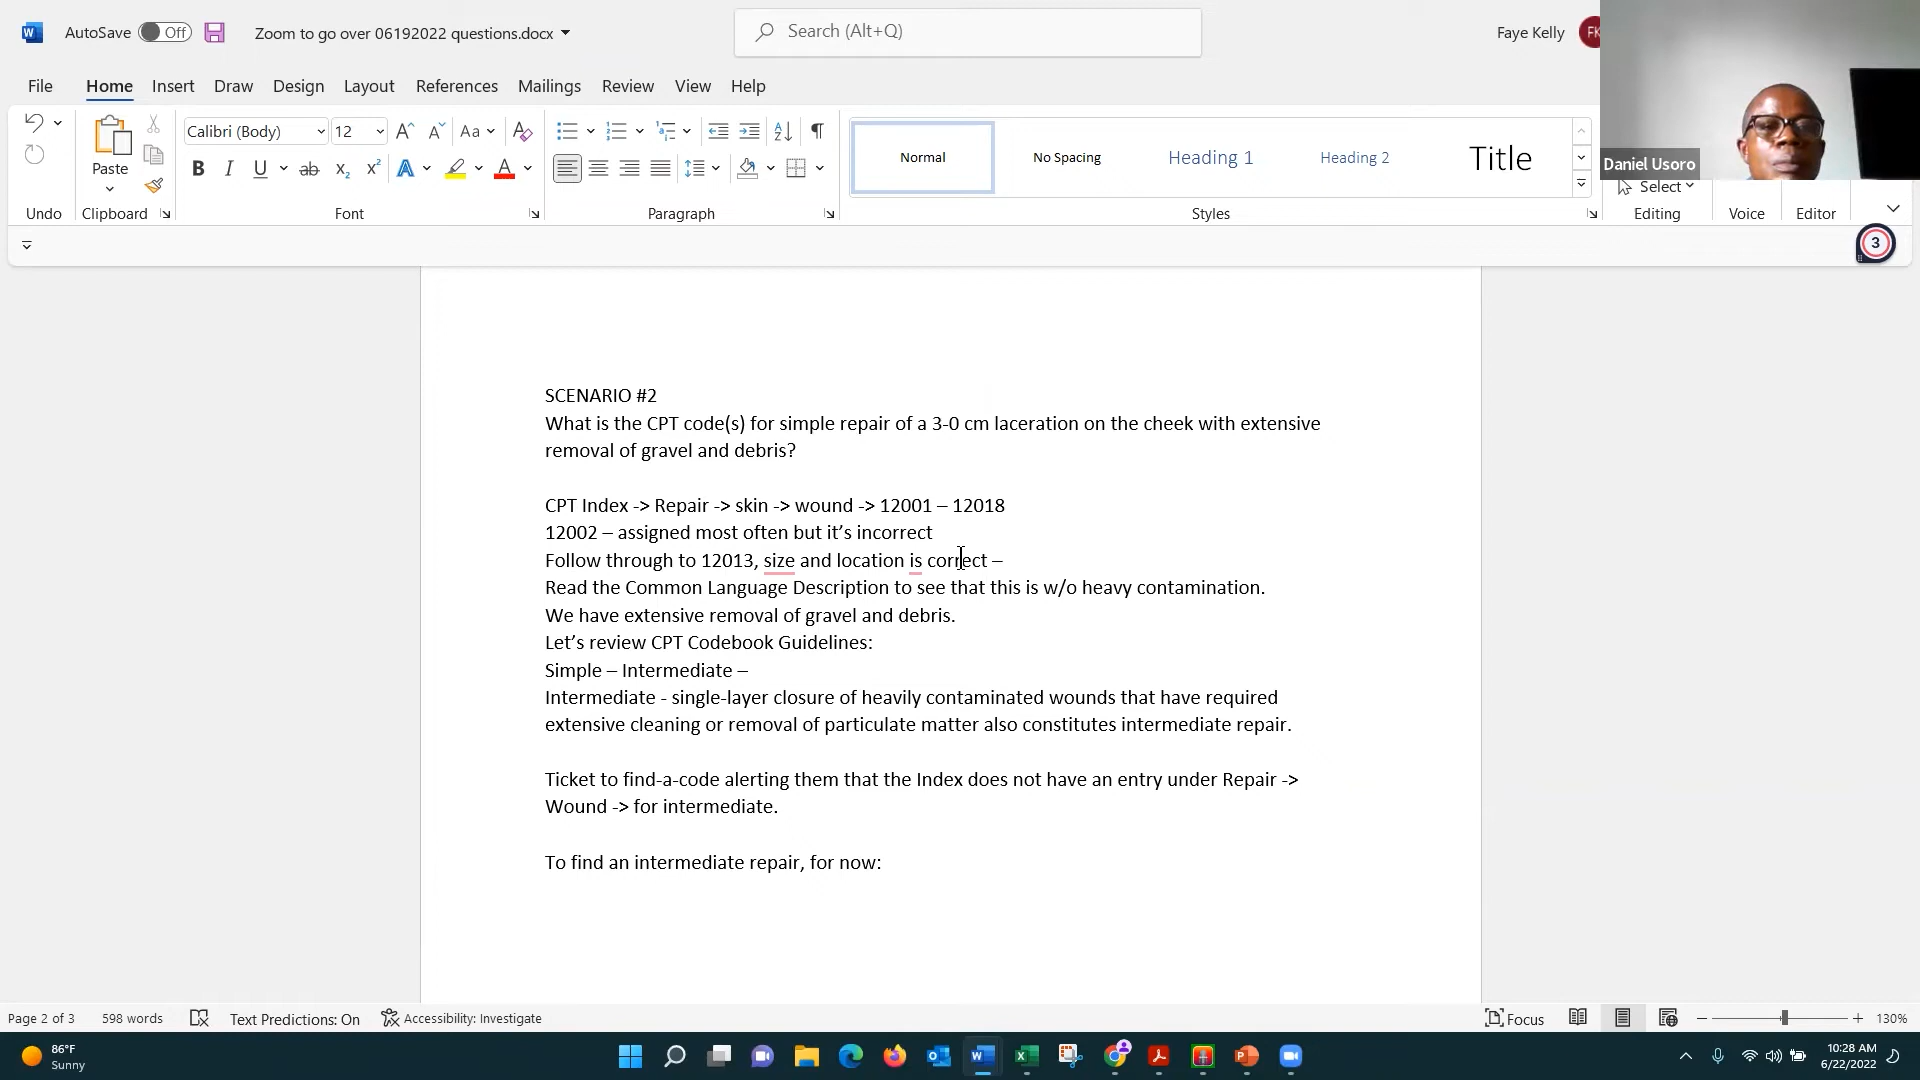 AutoSave Off Zoom to go over 06192022 questions.docx Search (Alt+Q) Faye Kelly FK
File Home Insert Draw Design Layout References Mailings Review View Help
Calibri (Body) 12 Aa
Paste B I U ab x₂ x² A A
Normal No Spacing Heading 1 Heading 2 Title
Daniel Usoro
Select
Undo Clipboard Font Paragraph Styles Editing Voice Editor
3
SCENARIO #2
What is the CPT code(s) for simple repair of a 3-0 cm laceration on the cheek with extensive
removal of gravel and debris?
CPT Index -> Repair -> skin -> wound -> 12001 – 12018
12002 – assigned most often but it’s incorrect
Follow through to 12013, size and location is correct –
Read the Common Language Description to see that this is w/o heavy contamination.
We have extensive removal of gravel and debris.
Let’s review CPT Codebook Guidelines:
Simple – Intermediate –
Intermediate - single-layer closure of heavily contaminated wounds that have required
extensive cleaning or removal of particulate matter also constitutes intermediate repair.
Ticket to find-a-code alerting them that the Index does not have an entry under Repair ->
Wound -> for intermediate.
To find an intermediate repair, for now:
Page 2 of 3 598 words Text Predictions: On Accessibility: Investigate Focus 130%
86°F
Sunny
10:28 AM
6/22/2022